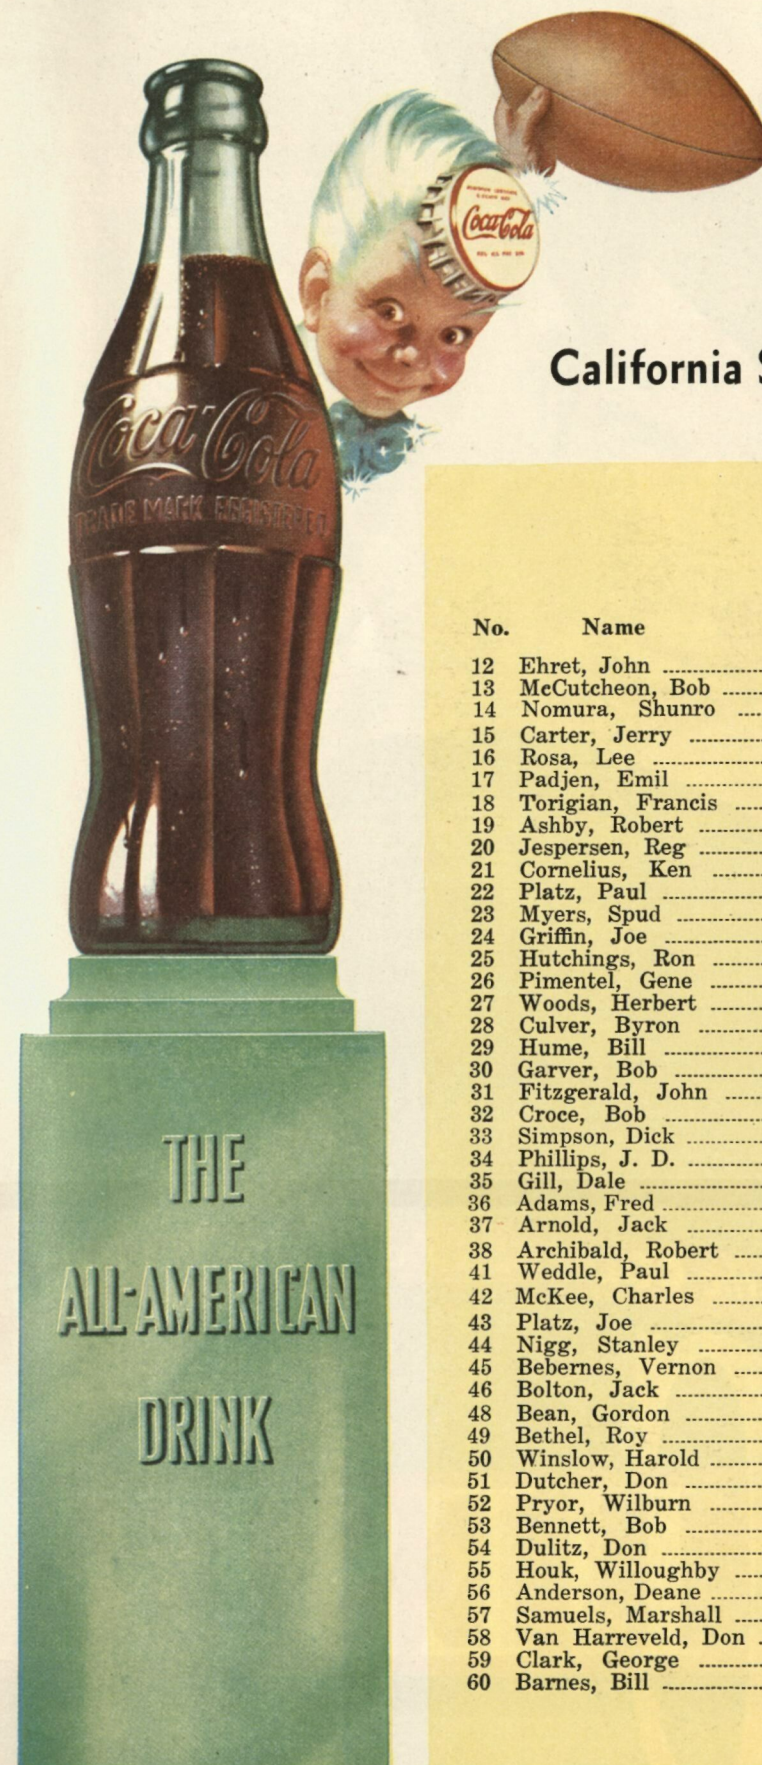 Coca-Cola
Coca-Cola
TRADE MARK REGISTERED
California
No. Name
12 Ehret, John
13 McCutcheon, Bob
14 Nomura, Shunro
15 Carter, Jerry
16 Rosa, Lee
17 Padjen, Emil
18 Torigian, Francis
19 Ashby, Robert
20 Jespersen, Reg
21 Cornelius, Ken
22 Platz, Paul
23 Myers, Spud
24 Griffin, Joe
25 Hutchings, Ron
26 Pimentel, Gene
27 Woods, Herbert
28 Culver, Byron
29 Hume, Bill
30 Garver, Bob
31 Fitzgerald, John
32 Croce, Bob
33 Simpson, Dick
34 Phillips, J. D.
35 Gill, Dale
36 Adams, Fred
37 Arnold, Jack
38 Archibald, Robert
41 Weddle, Paul
42 McKee, Charles
43 Platz, Joe
44 Nigg, Stanley
45 Bebernes, Vernon
46 Bolton, Jack
48 Bean, Gordon
49 Bethel, Roy
50 Winslow, Harold
51 Dutcher, Don
52 Pryor, Wilburn
53 Bennett, Bob
54 Dulitz, Don
55 Houk, Willoughby
56 Anderson, Deane
57 Samuels, Marshall
58 Van Harreveld, Don
59 Clark, George
60 Barnes, Bill
THE
ALL-AMERICAN
DRINK